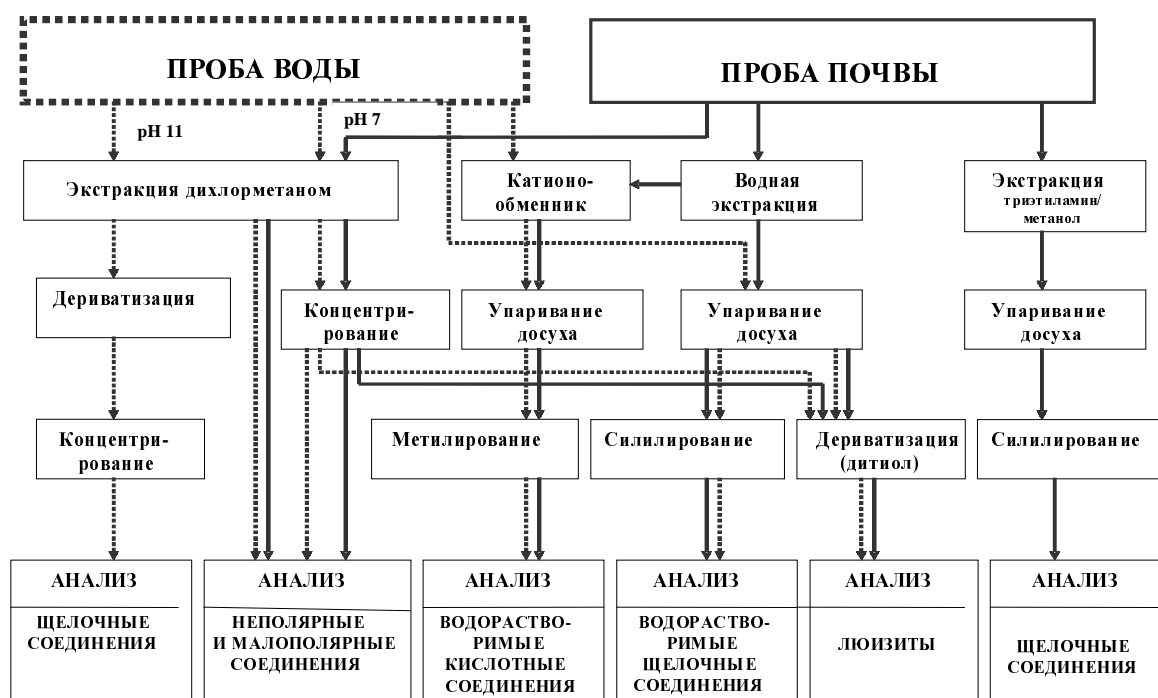 ПРОБА ВОДЫ
ПРОБА ПОЧВЫ
pH 11
pH 7
Экстракция дихлорметаном
Катионо-
обменник
Водная
экстракция
Экстракция
триэтиламин/
метанол
Дериватизация
Концентри-
рование
Упаривание
досуха
Упаривание
досуха
Упаривание
досуха
Концентри-
рование
Метилирование
Силилирование
Дериватизация
(дитиол)
Силилирование
АНАЛИЗ
ЩЕЛОЧНЫЕ
СОЕДИНЕНИЯ
АНАЛИЗ
НЕПОЛЯРНЫЕ
И МАЛОПОЛЯРНЫЕ
СОЕДИНЕНИЯ
АНАЛИЗ
ВОДОРАСТВО-
РИМЫЕ
КИСЛОТНЫЕ
СОЕДИНЕНИЯ
АНАЛИЗ
ВОДОРАСТВО-
РИМЫЕ
ЩЕЛОЧНЫЕ
СОЕДИНЕНИЯ
АНАЛИЗ
ЛЮИЗИТЫ
АНАЛИЗ
ЩЕЛОЧНЫЕ
СОЕДИНЕНИЯ